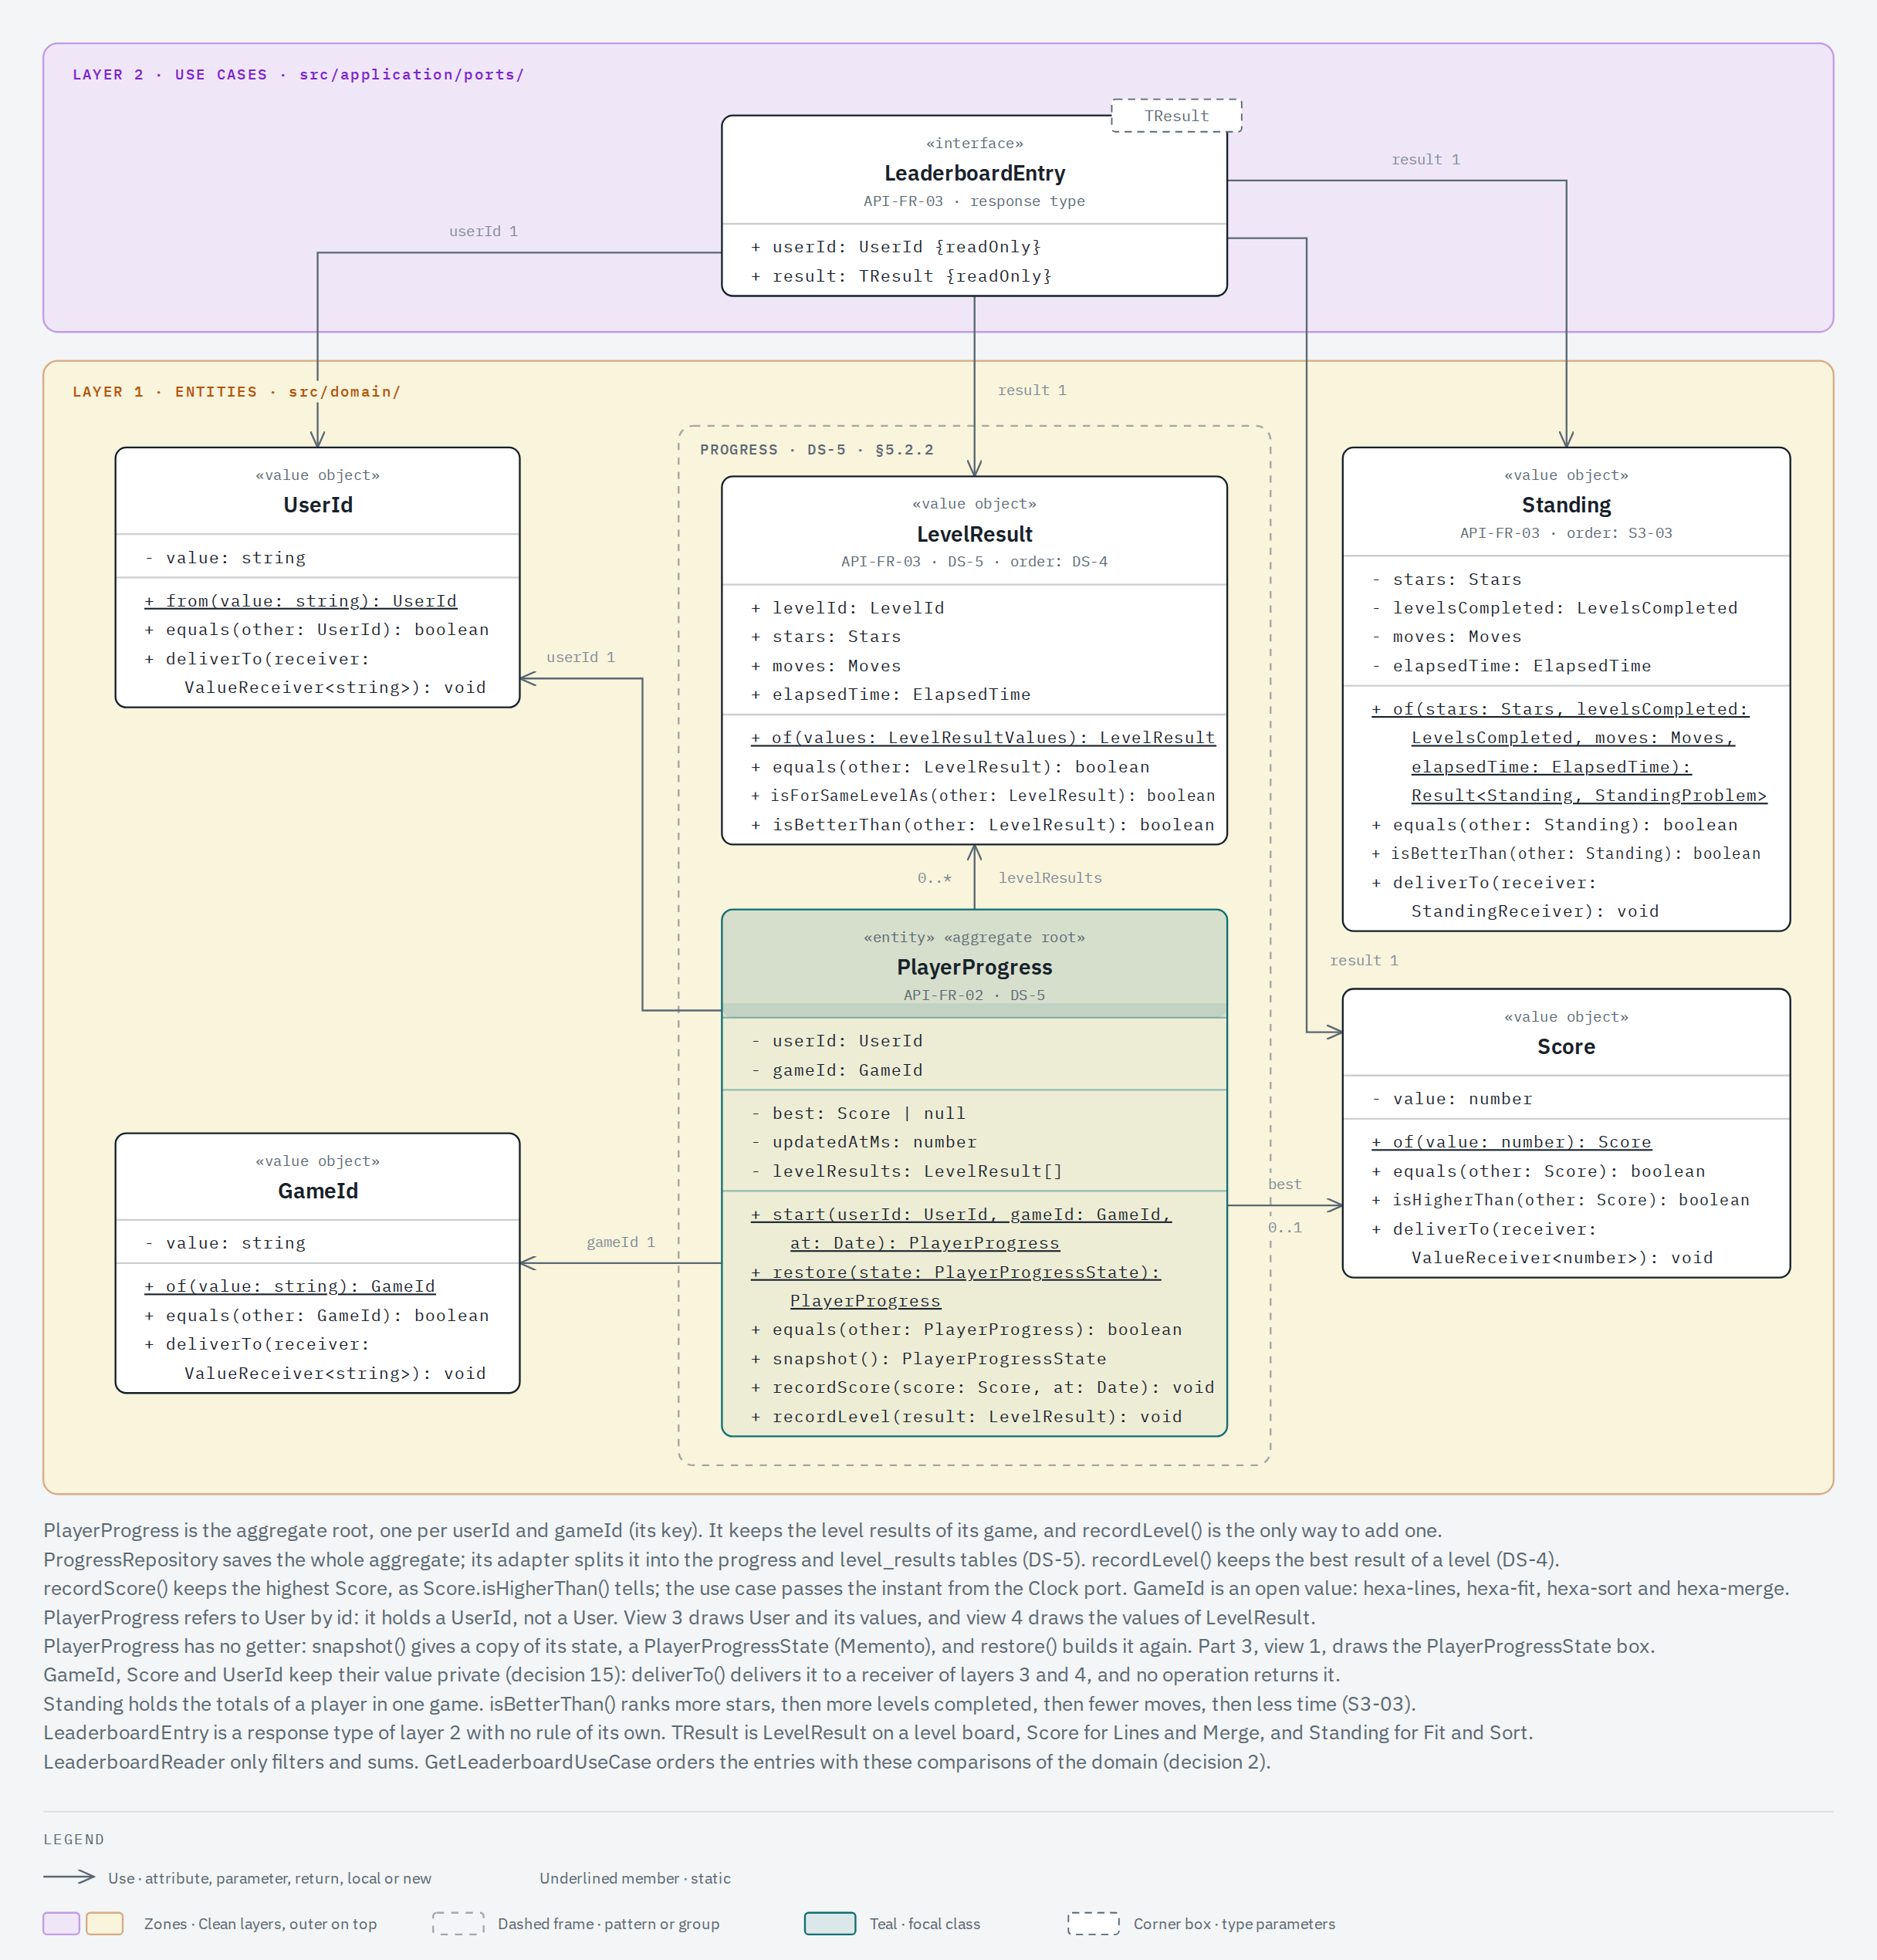 LAYER 2 · USE CASES · src/application/ports/
TResult
«interface»
LeaderboardEntry
API-FR-03 · response type
+ userId: UserId {readOnly}
+ result: TResult {readOnly}
result 1
userId 1
LAYER 1 · ENTITIES · src/domain/
result 1
PROGRESS · DS-5 · §5.2.2
«value object»
UserId
- value: string
+ from(value: string): UserId
+ equals(other: UserId): boolean
+ deliverTo(receiver:
ValueReceiver<string>): void
userId 1
«value object»
LevelResult
API-FR-03 · DS-5 · order: DS-4
+ levelId: LevelId
+ stars: Stars
+ moves: Moves
+ elapsedTime: ElapsedTime
+ of(values: LevelResultValues): LevelResult
+ equals(other: LevelResult): boolean
+ isForSameLevelAs(other: LevelResult): boolean
+ isBetterThan(other: LevelResult): boolean
«value object»
Standing
API-FR-03 · order: S3-03
- stars: Stars
- levelsCompleted: LevelsCompleted
- moves: Moves
- elapsedTime: ElapsedTime
+ of(stars: Stars, levelsCompleted:
LevelsCompleted, moves: Moves,
elapsedTime: ElapsedTime):
Result<Standing, StandingProblem>
+ equals(other: Standing): boolean
+ isBetterThan(other: Standing): boolean
+ deliverTo(receiver:
StandingReceiver): void
0..* levelResults
result 1
«entity» «aggregate root»
PlayerProgress
API-FR-02 · DS-5
- userId: UserId
- gameId: GameId
- best: Score | null
- updatedAtMs: number
- levelResults: LevelResult[]
+ start(userId: UserId, gameId: GameId,
at: Date): PlayerProgress
+ restore(state: PlayerProgressState):
PlayerProgress
+ equals(other: PlayerProgress): boolean
+ snapshot(): PlayerProgressState
+ recordScore(score: Score, at: Date): void
+ recordLevel(result: LevelResult): void
«value object»
Score
- value: number
+ of(value: number): Score
+ equals(other: Score): boolean
+ isHigherThan(other: Score): boolean
+ deliverTo(receiver:
ValueReceiver<number>): void
best
0..1
«value object»
GameId
- value: string
+ of(value: string): GameId
+ equals(other: GameId): boolean
+ deliverTo(receiver:
ValueReceiver<string>): void
gameId 1
PlayerProgress is the aggregate root, one per userId and gameId (its key). It keeps the level results of its game, and recordLevel() is the only way to add one.
ProgressRepository saves the whole aggregate; its adapter splits it into the progress and level_results tables (DS-5). recordLevel() keeps the best result of a level (DS-4).
recordScore() keeps the highest Score, as Score.isHigherThan() tells; the use case passes the instant from the Clock port. GameId is an open value: hexa-lines, hexa-fit, hexa-sort and hexa-merge.
PlayerProgress refers to User by id: it holds a UserId, not a User. View 3 draws User and its values, and view 4 draws the values of LevelResult.
PlayerProgress has no getter: snapshot() gives a copy of its state, a PlayerProgressState (Memento), and restore() builds it again. Part 3, view 1, draws the PlayerProgressState box.
GameId, Score and UserId keep their value private (decision 15): deliverTo() delivers it to a receiver of layers 3 and 4, and no operation returns it.
Standing holds the totals of a player in one game. isBetterThan() ranks more stars, then more levels completed, then fewer moves, then less time (S3-03).
LeaderboardEntry is a response type of layer 2 with no rule of its own. TResult is LevelResult on a level board, Score for Lines and Merge, and Standing for Fit and Sort.
LeaderboardReader only filters and sums. GetLeaderboardUseCase orders the entries with these comparisons of the domain (decision 2).
LEGEND
Use · attribute, parameter, return, local or new
Underlined member · static
Zones · Clean layers, outer on top
Dashed frame · pattern or group
Teal · focal class
Corner box · type parameters